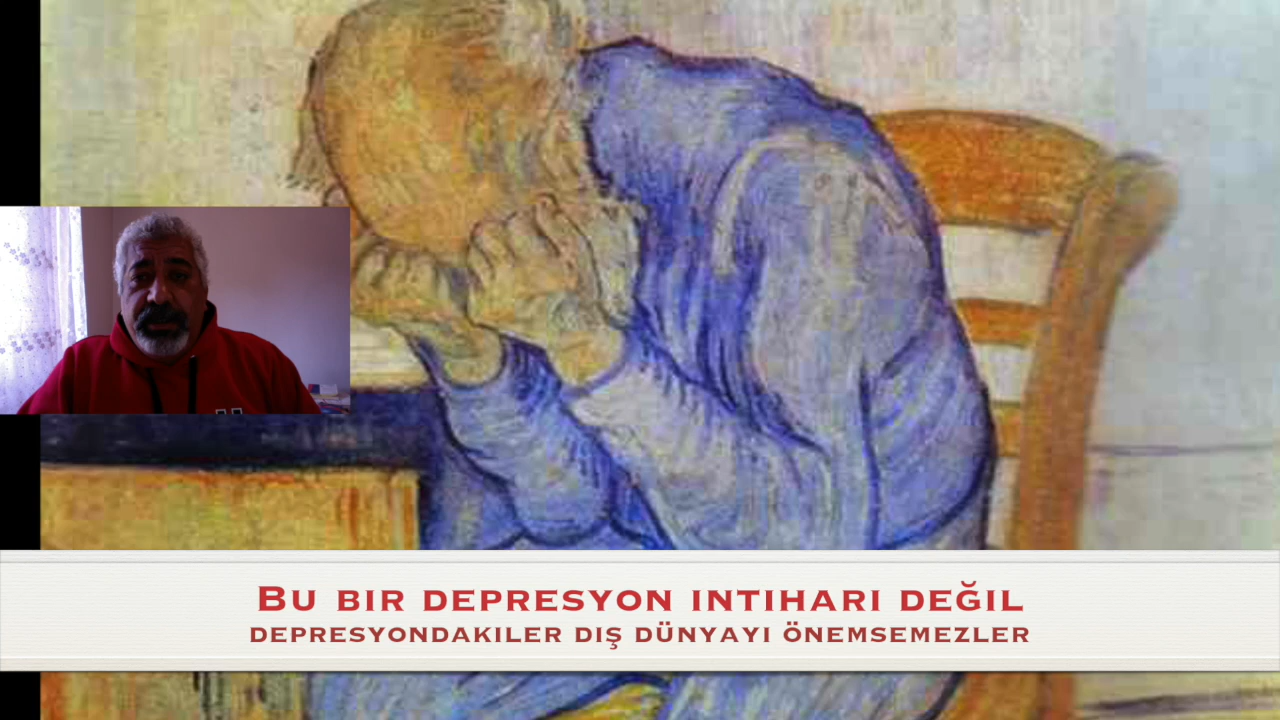 Bu bir depresyon intiharı değil
depresyondakiler dış dünyayı önemsemezler